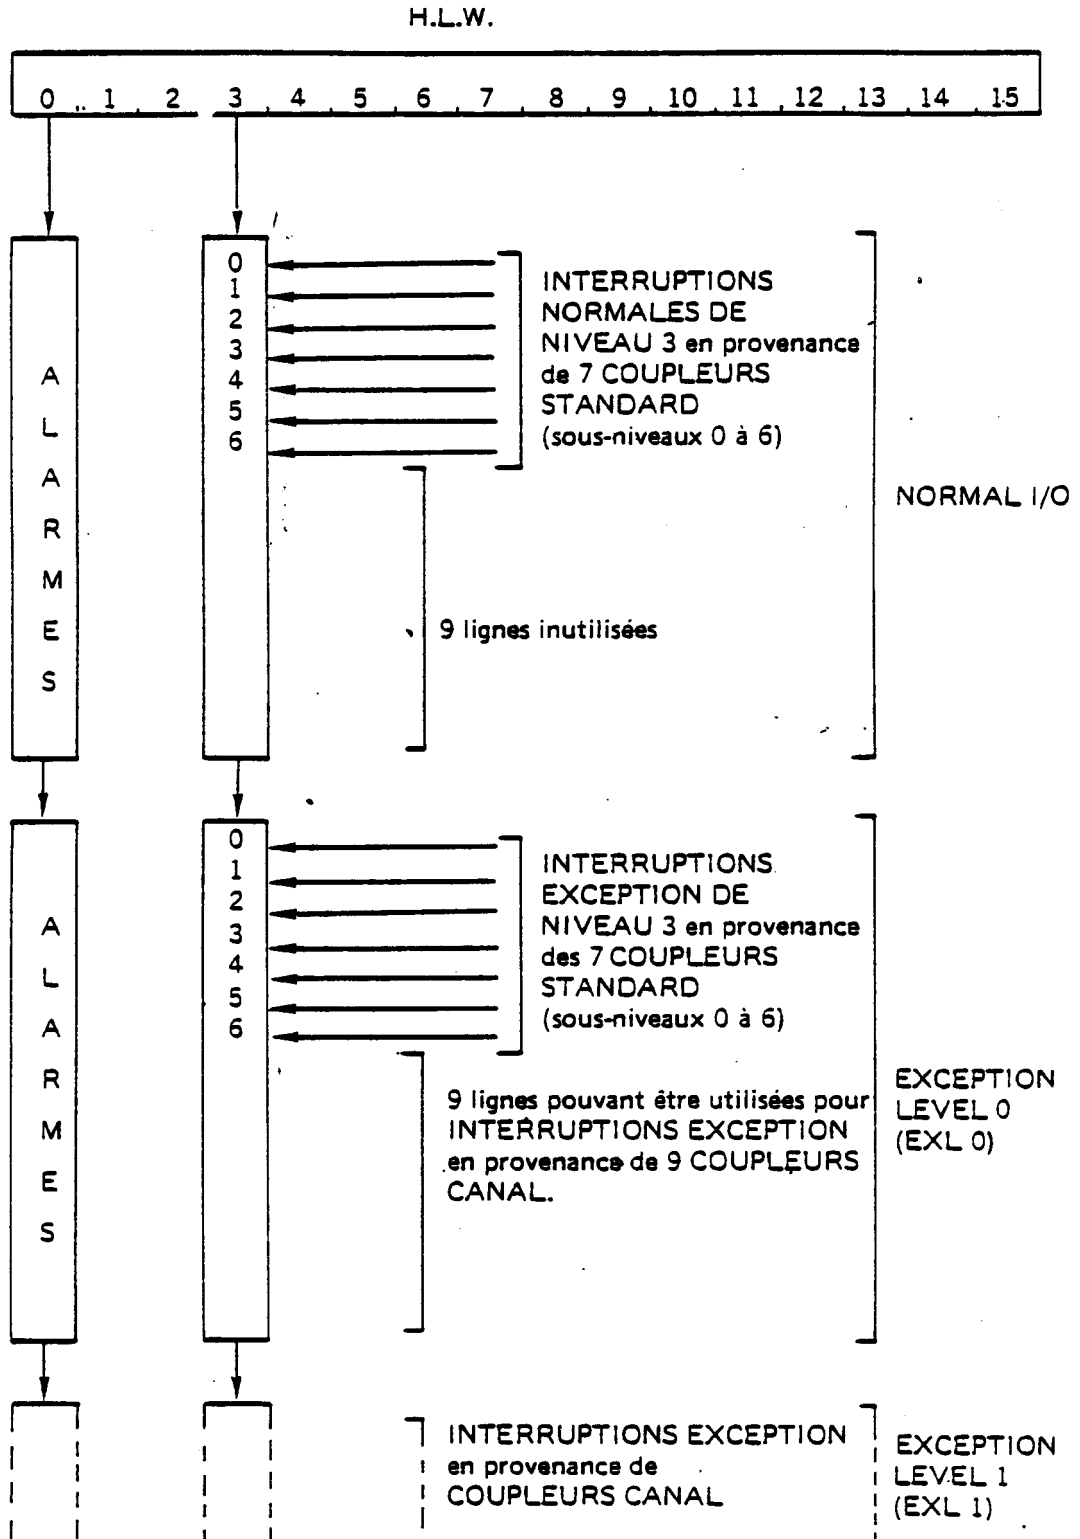 H.L.W.
0 1 2 3 4 5 6 7 8 9 10 11 12 13 14 15
A
L
A
R
M
E
S
0
1
2
3
4
5
6
INTERRUPTIONS
NORMALES DE
NIVEAU 3 en provenance
de 7 COUPLEURS
STANDARD
(sous-niveaux 0 à 6)
NORMAL I/O
9 lignes inutilisées
A
L
A
R
M
E
S
0
1
2
3
4
5
6
INTERRUPTIONS
EXCEPTION DE
NIVEAU 3 en provenance
des 7 COUPLEURS
STANDARD
(sous-niveaux 0 à 6)
9 lignes pouvant être utilisées pour
INTERRUPTIONS EXCEPTION
en provenance de 9 COUPLEURS
CANAL.
EXCEPTION
LEVEL 0
(EXL 0)
INTERRUPTIONS EXCEPTION
en provenance de
COUPLEURS CANAL
EXCEPTION
LEVEL 1
(EXL 1)